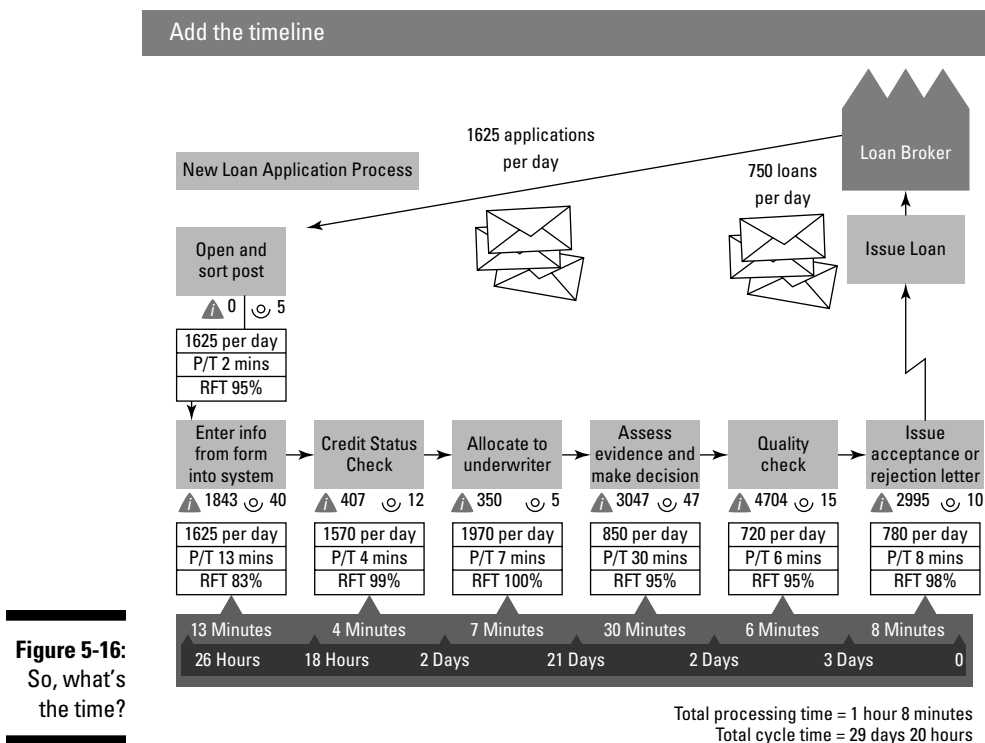 Add the timeline
1625 applications
per day
New Loan Application Process
750 loans
per day
Loan Broker
Open and
sort post
Issue Loan
i 0 5
1625 per day
P/T 2 mins
RFT 95%
Enter info
from form
into system
Credit Status
Check
Allocate to
underwriter
Assess
evidence and
make decision
Quality
check
Issue
acceptance or
rejection letter
i 1843 40
i 407 12
i 350 5
i 3047 47
i 4704 15
i 2995 10
1625 per day
P/T 13 mins
RFT 83%
1570 per day
P/T 4 mins
RFT 99%
1970 per day
P/T 7 mins
RFT 100%
850 per day
P/T 30 mins
RFT 95%
720 per day
P/T 6 mins
RFT 95%
780 per day
P/T 8 mins
RFT 98%
13 Minutes 4 Minutes 7 Minutes 30 Minutes 6 Minutes 8 Minutes
26 Hours 18 Hours 2 Days 21 Days 2 Days 3 Days 0
Total processing time = 1 hour 8 minutes
Total cycle time = 29 days 20 hours
Figure 5-16:
So, what's
the time?